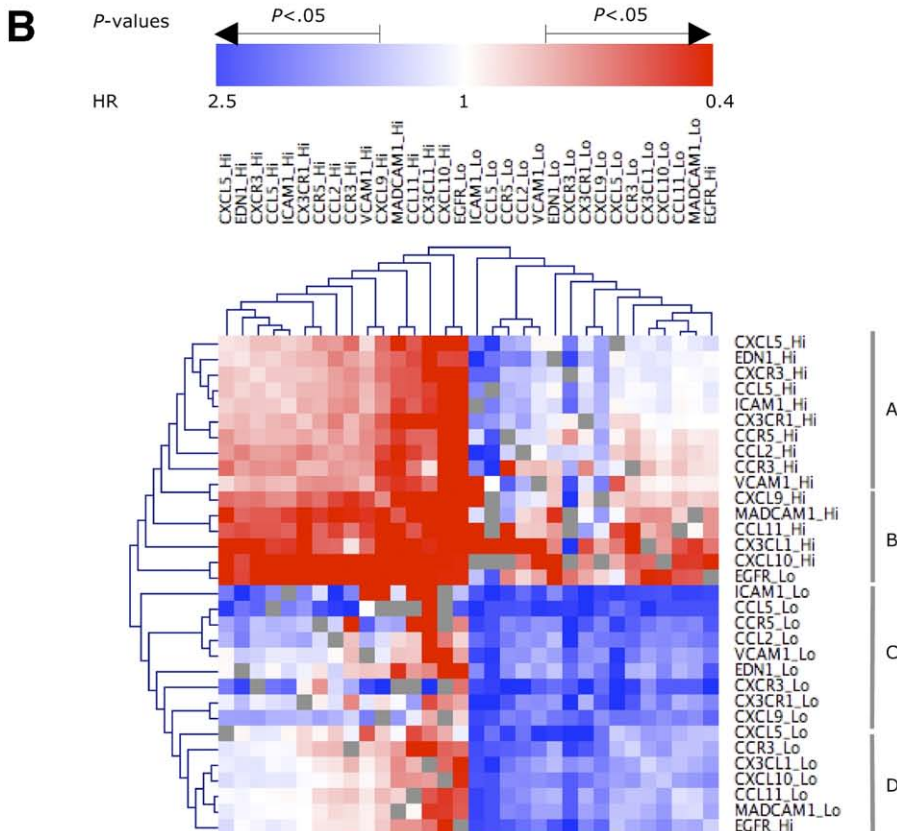 B
P-values
P<.05
P<.05
HR
2.5
1
0.4
CXCL5_Hi
EDN1_Hi
CXCR3_Hi
CCL5_Hi
ICAM1_Hi
CX3CR1_Hi
CCR5_Hi
CCL2_Hi
CCR3_Hi
VCAM1_Hi
CXCL9_Hi
MADCAM1_Hi
CCL11_Hi
CX3CL1_Hi
CXCL10_Hi
EGFR_Lo
ICAM1_Lo
CCL5_Lo
CCR5_Lo
CCL2_Lo
VCAM1_Lo
EDN1_Lo
CXCR3_Lo
CX3CR1_Lo
CXCL9_Lo
CXCL5_Lo
CCR3_Lo
CX3CL1_Lo
CXCL10_Lo
CCL11_Lo
MADCAM1_Lo
EGFR_Hi
CXCL5_Hi
EDN1_Hi
CXCR3_Hi
CCL5_Hi
ICAM1_Hi
CX3CR1_Hi
CCR5_Hi
CCL2_Hi
CCR3_Hi
VCAM1_Hi
CXCL9_Hi
MADCAM1_Hi
CCL11_Hi
CX3CL1_Hi
CXCL10_Hi
EGFR_Lo
ICAM1_Lo
CCL5_Lo
CCR5_Lo
CCL2_Lo
VCAM1_Lo
EDN1_Lo
CXCR3_Lo
CX3CR1_Lo
CXCL9_Lo
CXCL5_Lo
CCR3_Lo
CX3CL1_Lo
CXCL10_Lo
CCL11_Lo
MADCAM1_Lo
EGFR_Hi
A
B
C
D